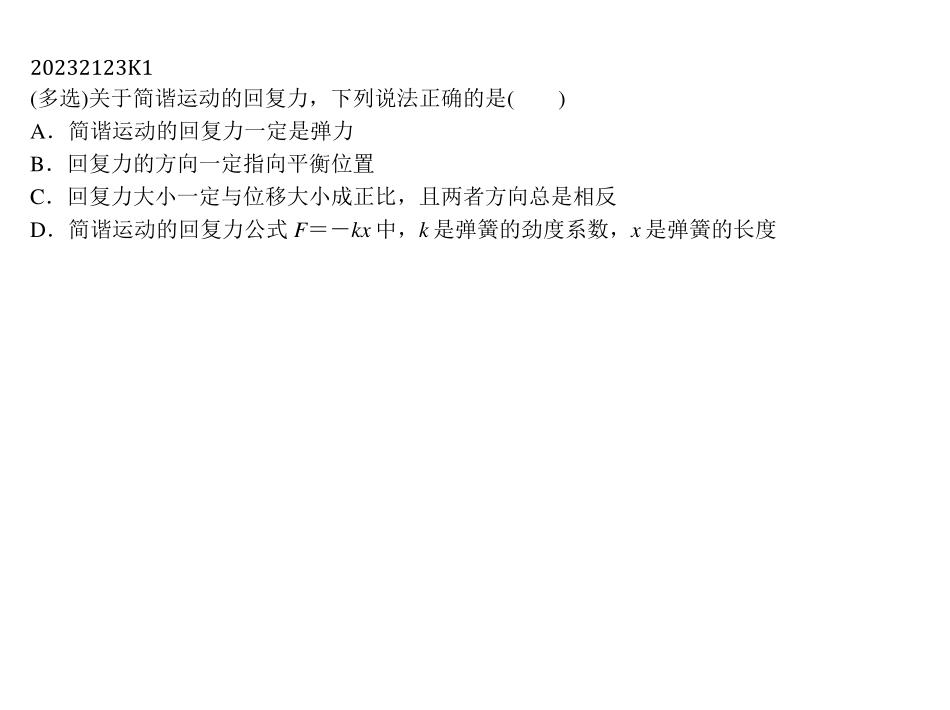 20232123K1
(多选)关于简谐运动的回复力，下列说法正确的是(　　)
A．简谐运动的回复力一定是弹力
B．回复力的方向一定指向平衡位置
C．回复力大小一定与位移大小成正比，且两者方向总是相反
D．简谐运动的回复力公式 F＝－kx 中，k 是弹簧的劲度系数，x 是弹簧的长度